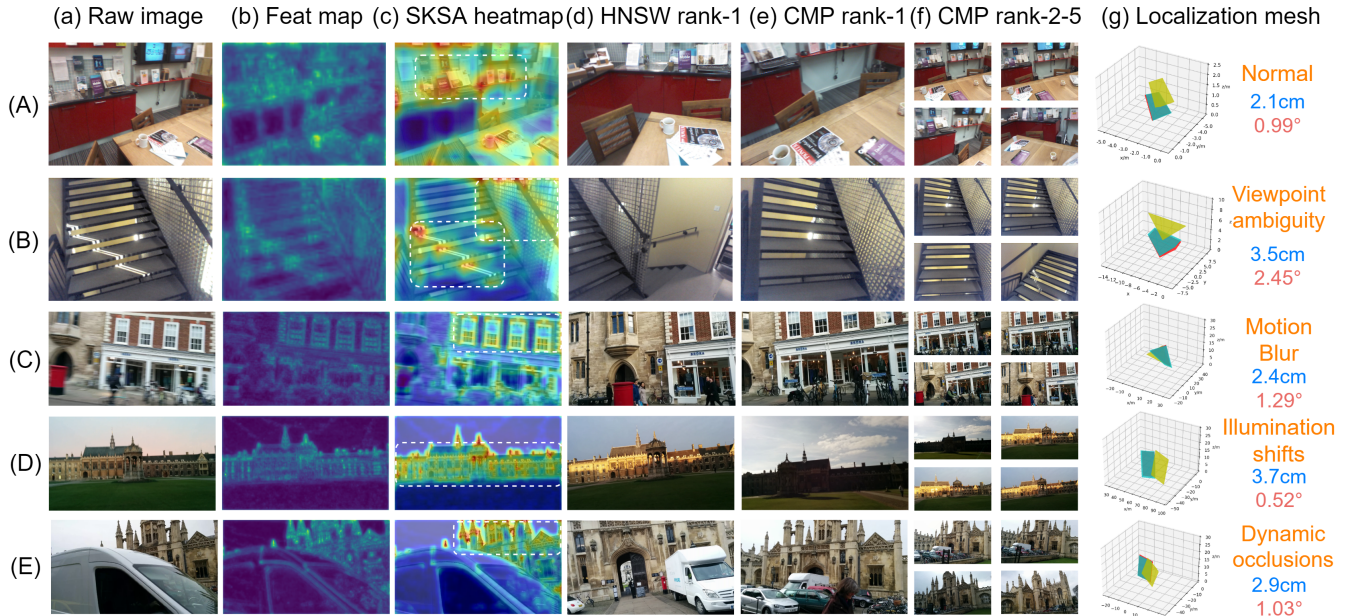 (a) Raw image (b) Feat map (c) SKSA heatmap (d) HNSW rank-1 (e) CMP rank-1 (f) CMP rank-2-5 (g) Localization mesh
(A)
Normal
2.1cm
0.99°
(B)
Viewpoint
ambiguity
3.5cm
2.45°
(C)
Motion
Blur
2.4cm
1.29°
(D)
Illumination
shifts
3.7cm
0.52°
(E)
Dynamic
occlusions
2.9cm
1.03°